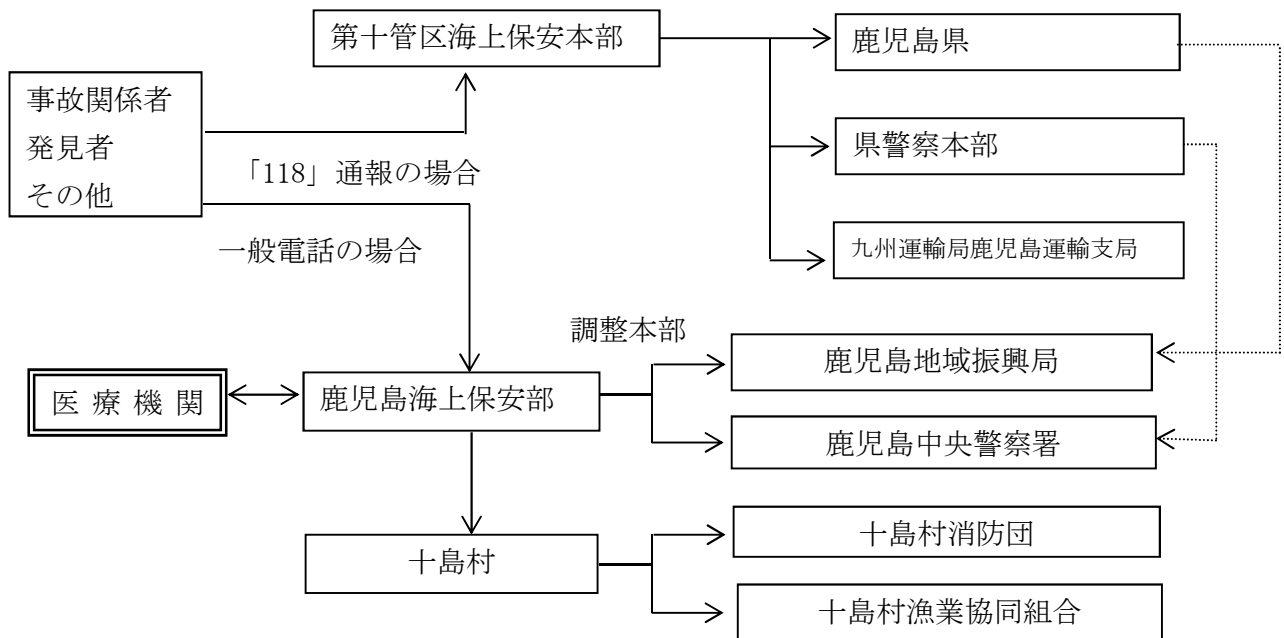 第十管区海上保安本部
鹿児島県
事故関係者
発見者
その他
県警察本部
「118」通報の場合
一般電話の場合
九州運輸局鹿児島運輸支局
調整本部
鹿児島地域振興局
医療機関
鹿児島海上保安部
鹿児島中央警察署
十島村消防団
十島村
十島村漁業協同組合